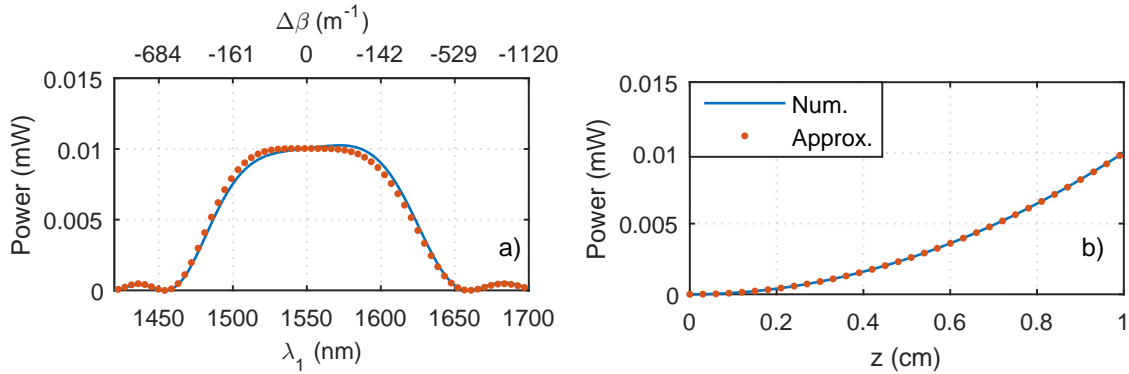 Δβ (m⁻¹)
-684 -161 0 -142 -529 -1120
0.015
0.01
0.005
0
Power (mW)
a)
1450 1500 1550 1600 1650 1700
λ₁ (nm)
0.015
0.01
0.005
0
Power (mW)
Num.
Approx.
b)
0 0.2 0.4 0.6 0.8 1
z (cm)